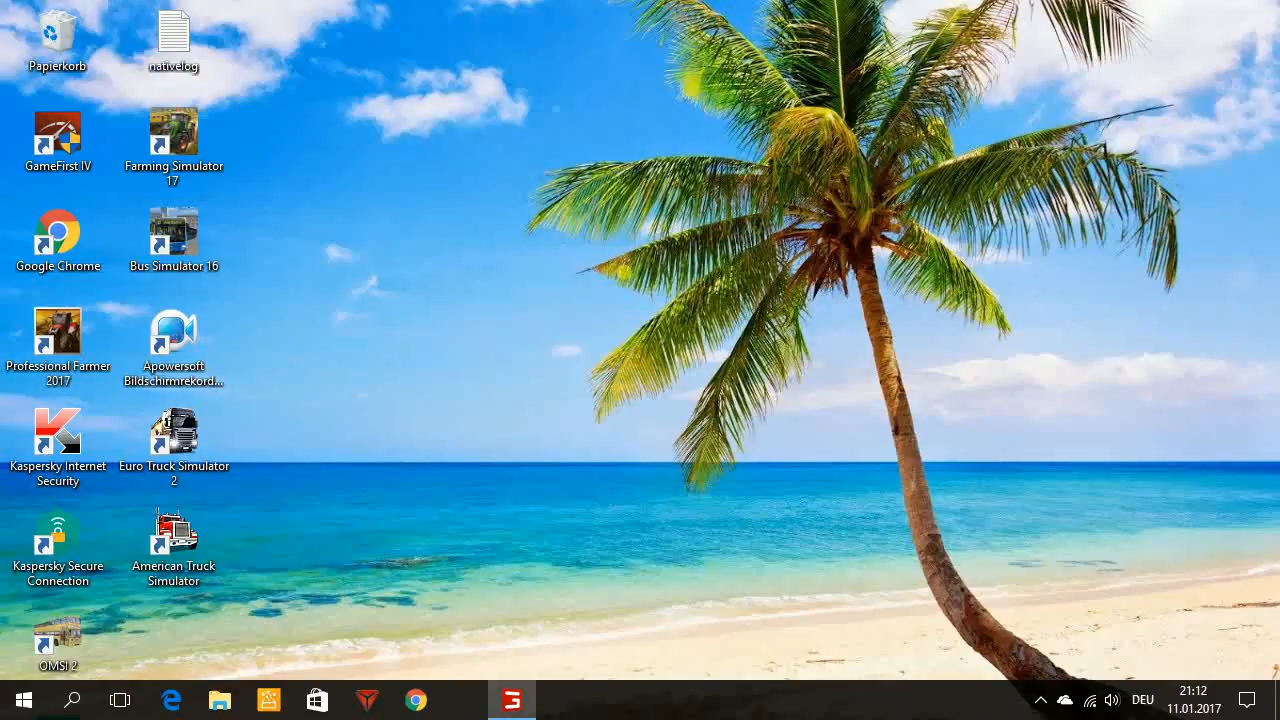 Papierkorb
nativelog
GameFirst IV
Farming Simulator
17
Google Chrome
Bus Simulator 16
Professional Farmer
2017
Apowersoft
Bildschirmrekord...
Kaspersky Internet
Security
Euro Truck Simulator
2
Kaspersky Secure
Connection
American Truck
Simulator
OMSI 2
DEU
21:12
11.01.2017